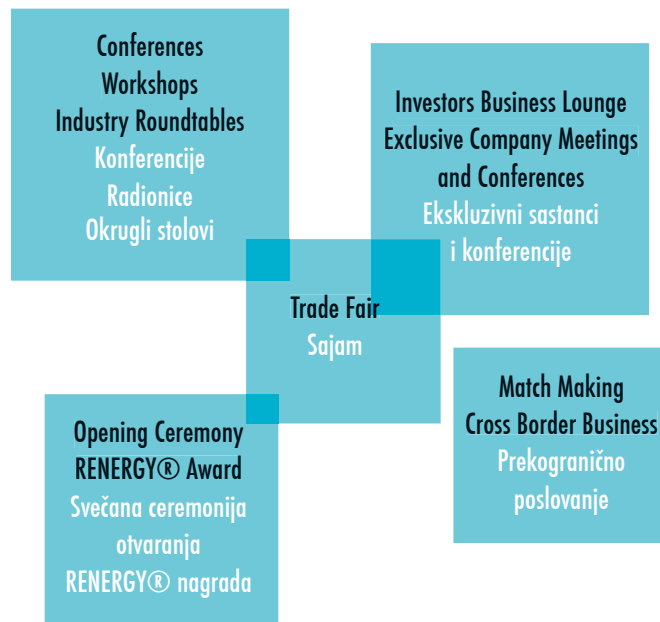 Conferences
Workshops
Industry Roundtables
Konferencije
Radionice
Okrugli stolovi
Investors Business Lounge
Exclusive Company Meetings
and Conferences
Ekskluzivni sastanci
i konferencije
Trade Fair
Sajam
Opening Ceremony
RENERGY® Award
Svečana ceremonija
otvaranja
RENERGY® nagrada
Match Making
Cross Border Business
Prekogranično
poslovanje